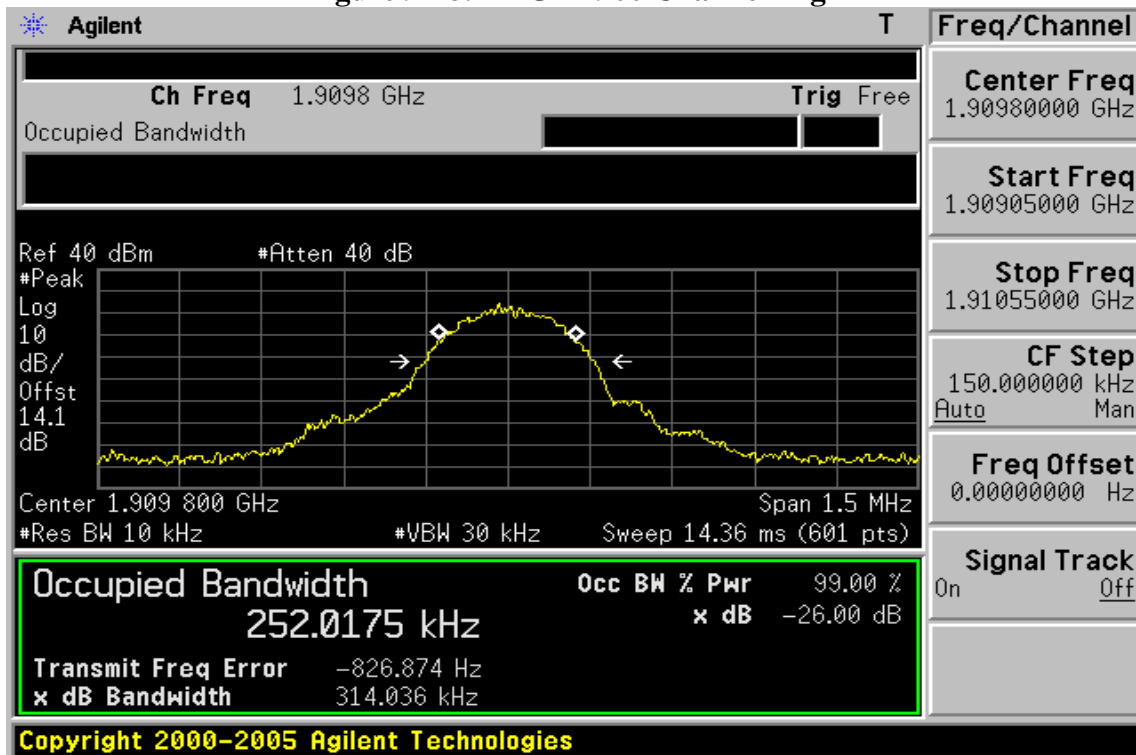 Agilent T Freq/Channel
Ch Freq 1.9098 GHz Trig Free
Occupied Bandwidth
Center Freq
1.90980000 GHz
Start Freq
1.90905000 GHz
Stop Freq
1.91055000 GHz
CF Step
150.000000 kHz
Auto Man
Freq Offset
0.00000000 Hz
Signal Track
On Off
Ref 40 dBm #Atten 40 dB
#Peak
Log
10
dB/
Offst
14.1
dB
Center 1.909 800 GHz Span 1.5 MHz
#Res BW 10 kHz #VBW 30 kHz Sweep 14.36 ms (601 pts)
Occupied Bandwidth Occ BW % Pwr 99.00 %
252.0175 kHz x dB -26.00 dB
Transmit Freq Error -826.874 Hz
x dB Bandwidth 314.036 kHz
Copyright 2000-2005 Agilent Technologies